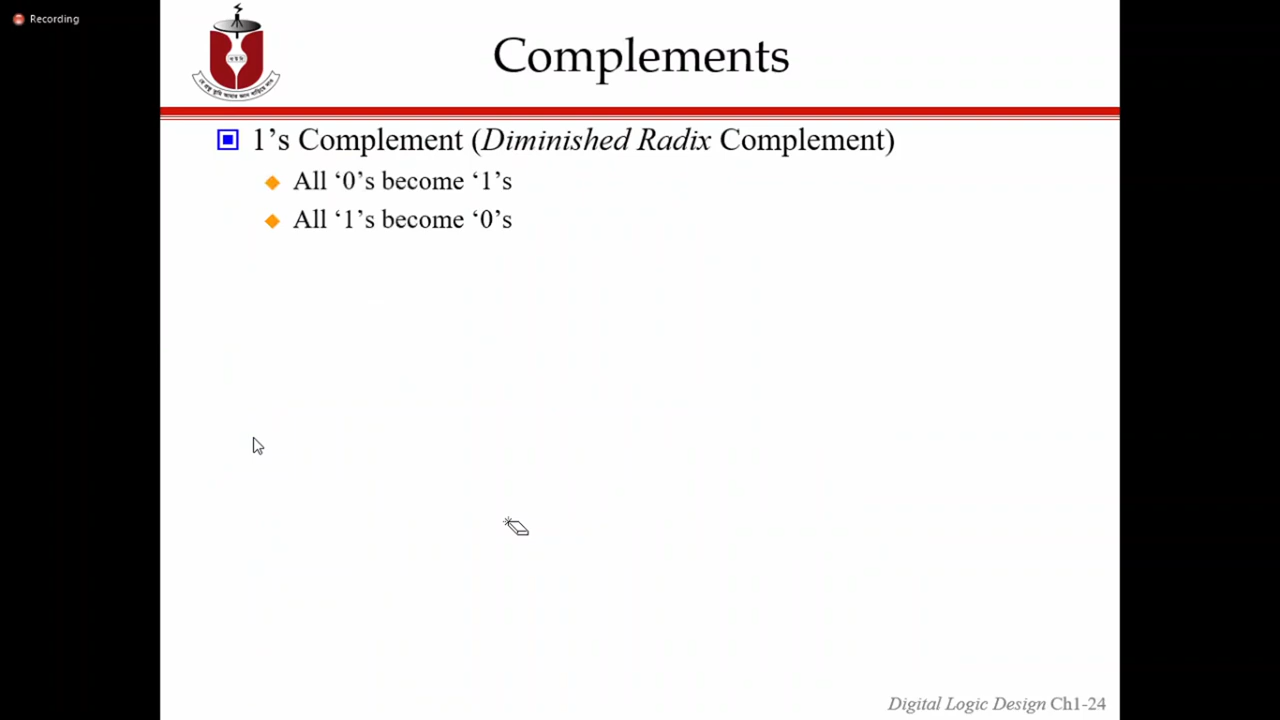 Recording
Complements
1’s Complement (Diminished Radix Complement)
All ‘0’s become ‘1’s
All ‘1’s become ‘0’s
Digital Logic Design Ch1-24